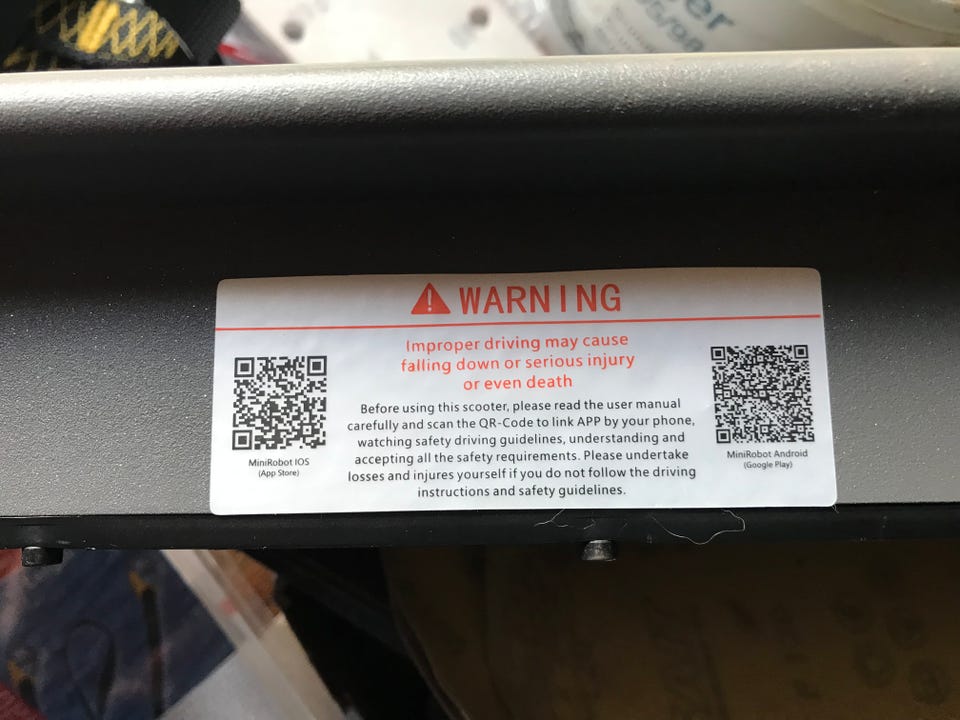 WARNING
Improper driving may cause
falling down or serious injury
or even death
Before using this scooter, please read the user manual
carefully and scan the QR-Code to link APP by your phone,
watching safety driving guidelines, understanding and
accepting all the safety requirements. Please undertake
losses and injures yourself if you do not follow the driving
instructions and safety guidelines.
MiniRobot IOS
(App Store)
MiniRobot Android
(Google Play)